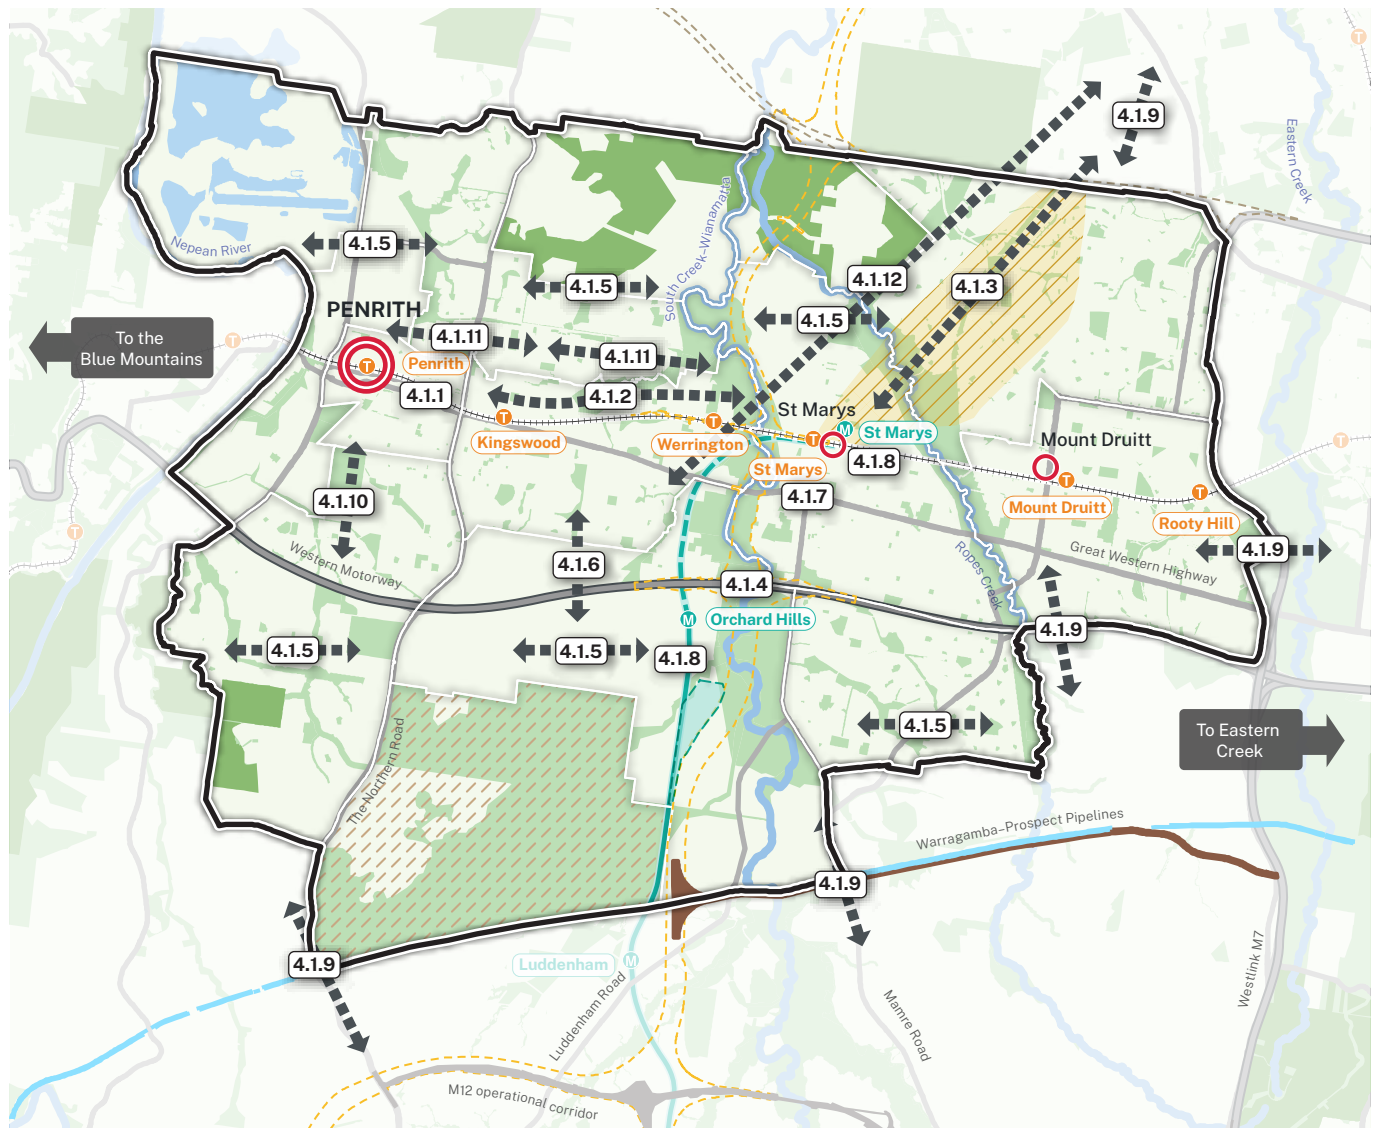 T
4.1.9
Eastern Creek
South Creek–Wianamatta
Nepean River
4.1.5
4.1.12
4.1.5
4.1.3
PENRITH
4.1.5
To the
Blue Mountains
T
4.1.11
4.1.11
T
Penrith
4.1.1
4.1.2
St Marys
T
Kingswood
T
Werrington
T
M
St Marys
Mount Druitt
T
St Marys
4.1.8
T
Mount Druitt
T
Rooty Hill
4.1.10
4.1.7
T
4.1.9
Western Motorway
4.1.6
4.1.4
Ropes Creek
Great Western Highway
M
Orchard Hills
4.1.9
4.1.5
4.1.5
4.1.8
4.1.5
To Eastern
Creek
The Northern Road
Warragamba–Prospect Pipelines
4.1.9
4.1.9
Luddenham
M
Luddenham Road
Mamre Road
Westlink M7
M12 operational corridor